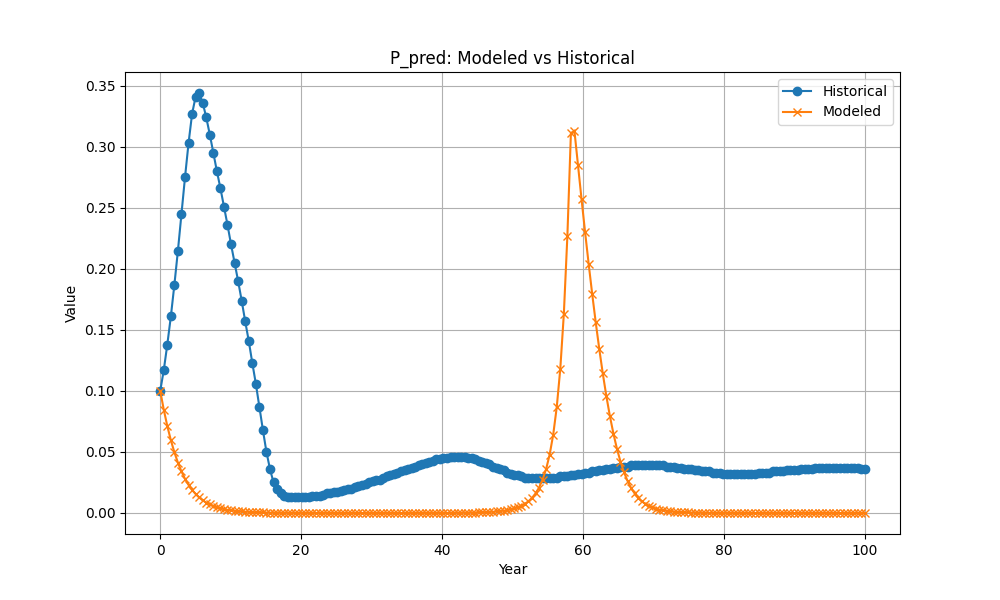 P_pred: Modeled vs Historical
Historical
Modeled
Value
0.35
0.30
0.25
0.20
0.15
0.10
0.05
0.00
0 20 40 60 80 100
Year